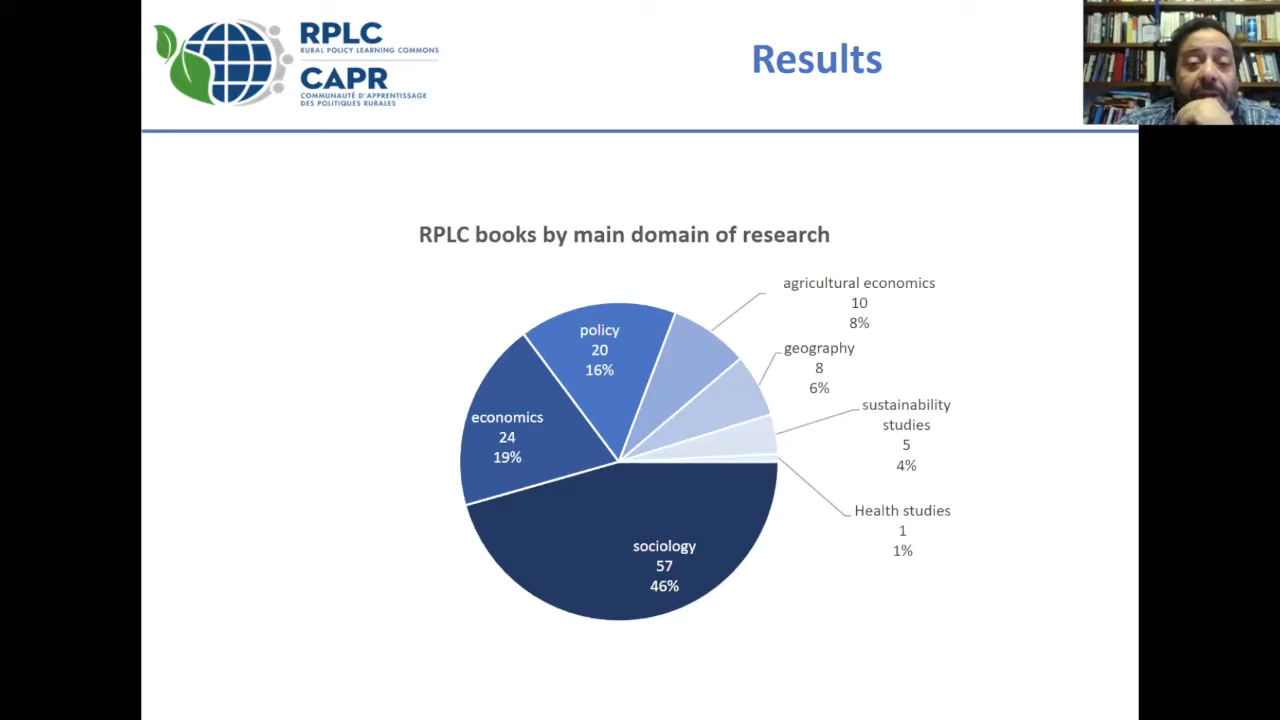 RPLC
RURAL POLICY LEARNING COMMONS
CAPR
COMMUNAUTÉ D'APPRENTISSAGE
DES POLITIQUES RURALES
Results
RPLC books by main domain of research
agricultural economics
10
8%
policy
20
16%
geography
8
6%
sustainability
studies
5
4%
economics
24
19%
Health studies
1
1%
sociology
57
46%